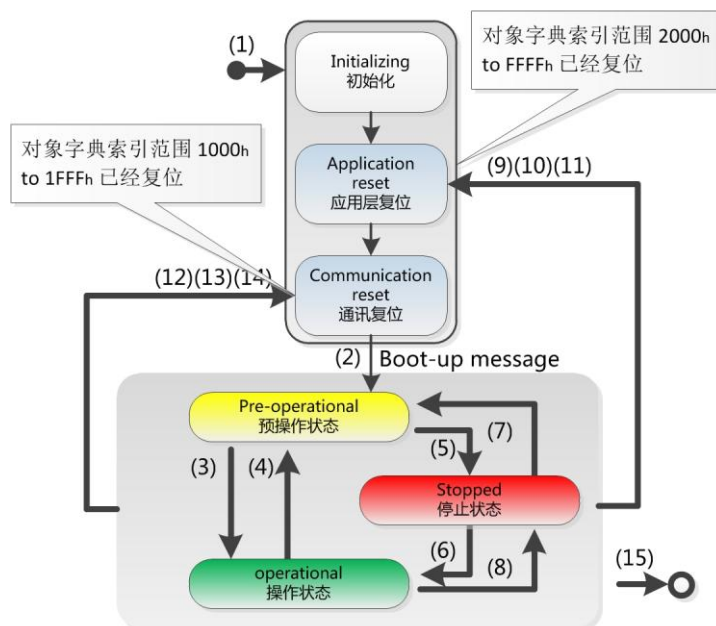 (1)
Initializing
初始化
对象字典索引范围 2000h
to FFFFh 已经复位
对象字典索引范围 1000h
to 1FFFh 已经复位
Application
reset
应用层复位
(9)(10)(11)
(12)(13)(14)
Communication
reset
通讯复位
(2)
Boot-up message
Pre-operational
预操作状态
(3)
(4)
(5)
(7)
Stopped
停止状态
(6)
(8)
operational
操作状态
(15)